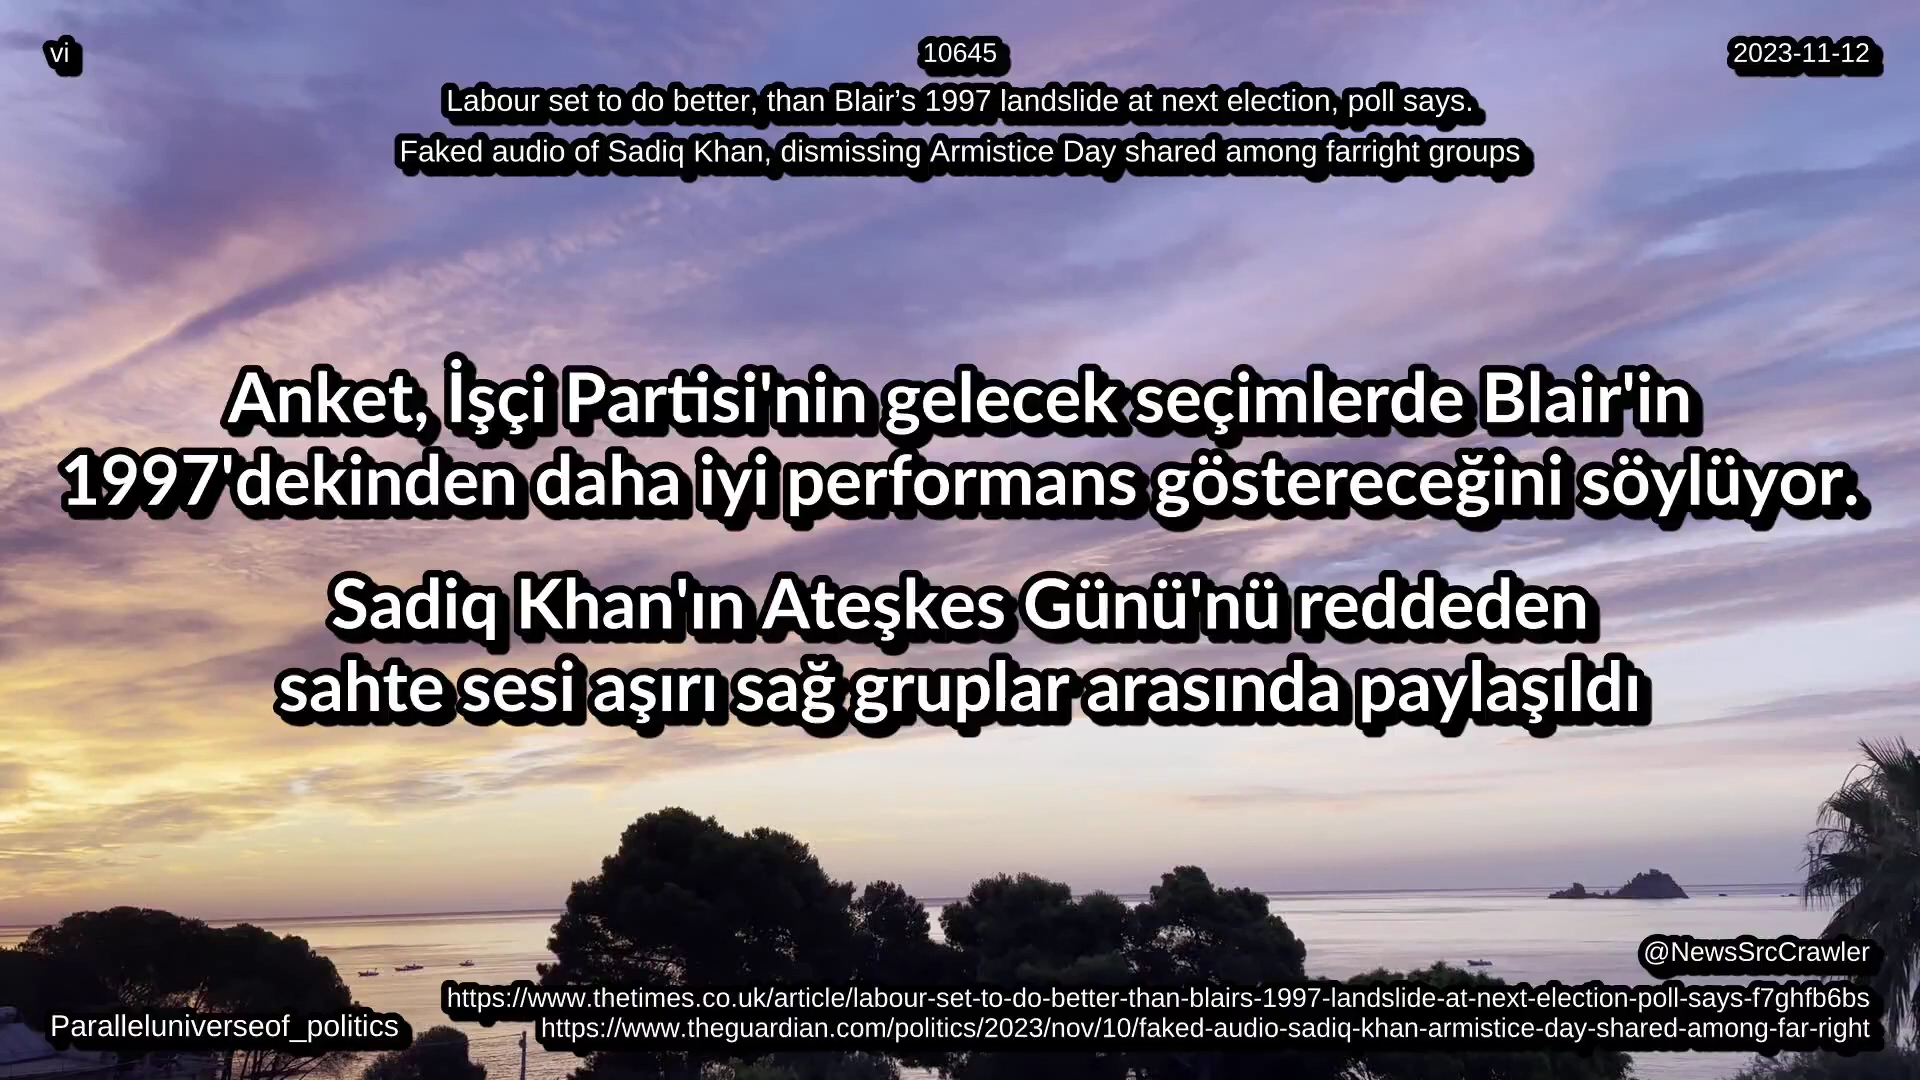 vi
10645
2023-11-12
Labour set to do better, than Blair’s 1997 landslide at next election, poll says.
Faked audio of Sadiq Khan, dismissing Armistice Day shared among farright groups
Anket, İşçi Partisi'nin gelecek seçimlerde Blair'in
1997'dekinden daha iyi performans göstereceğini söylüyor.
Sadiq Khan'ın Ateşkes Günü'nü reddeden
sahte sesi aşırı sağ gruplar arasında paylaşıldı
@NewsSrcCrawler
https://www.thetimes.co.uk/article/labour-set-to-do-better-than-blairs-1997-landslide-at-next-election-poll-says-f7ghfb6bs
Paralleluniverseof_politics
https://www.theguardian.com/politics/2023/nov/10/faked-audio-sadiq-khan-armistice-day-shared-among-far-right